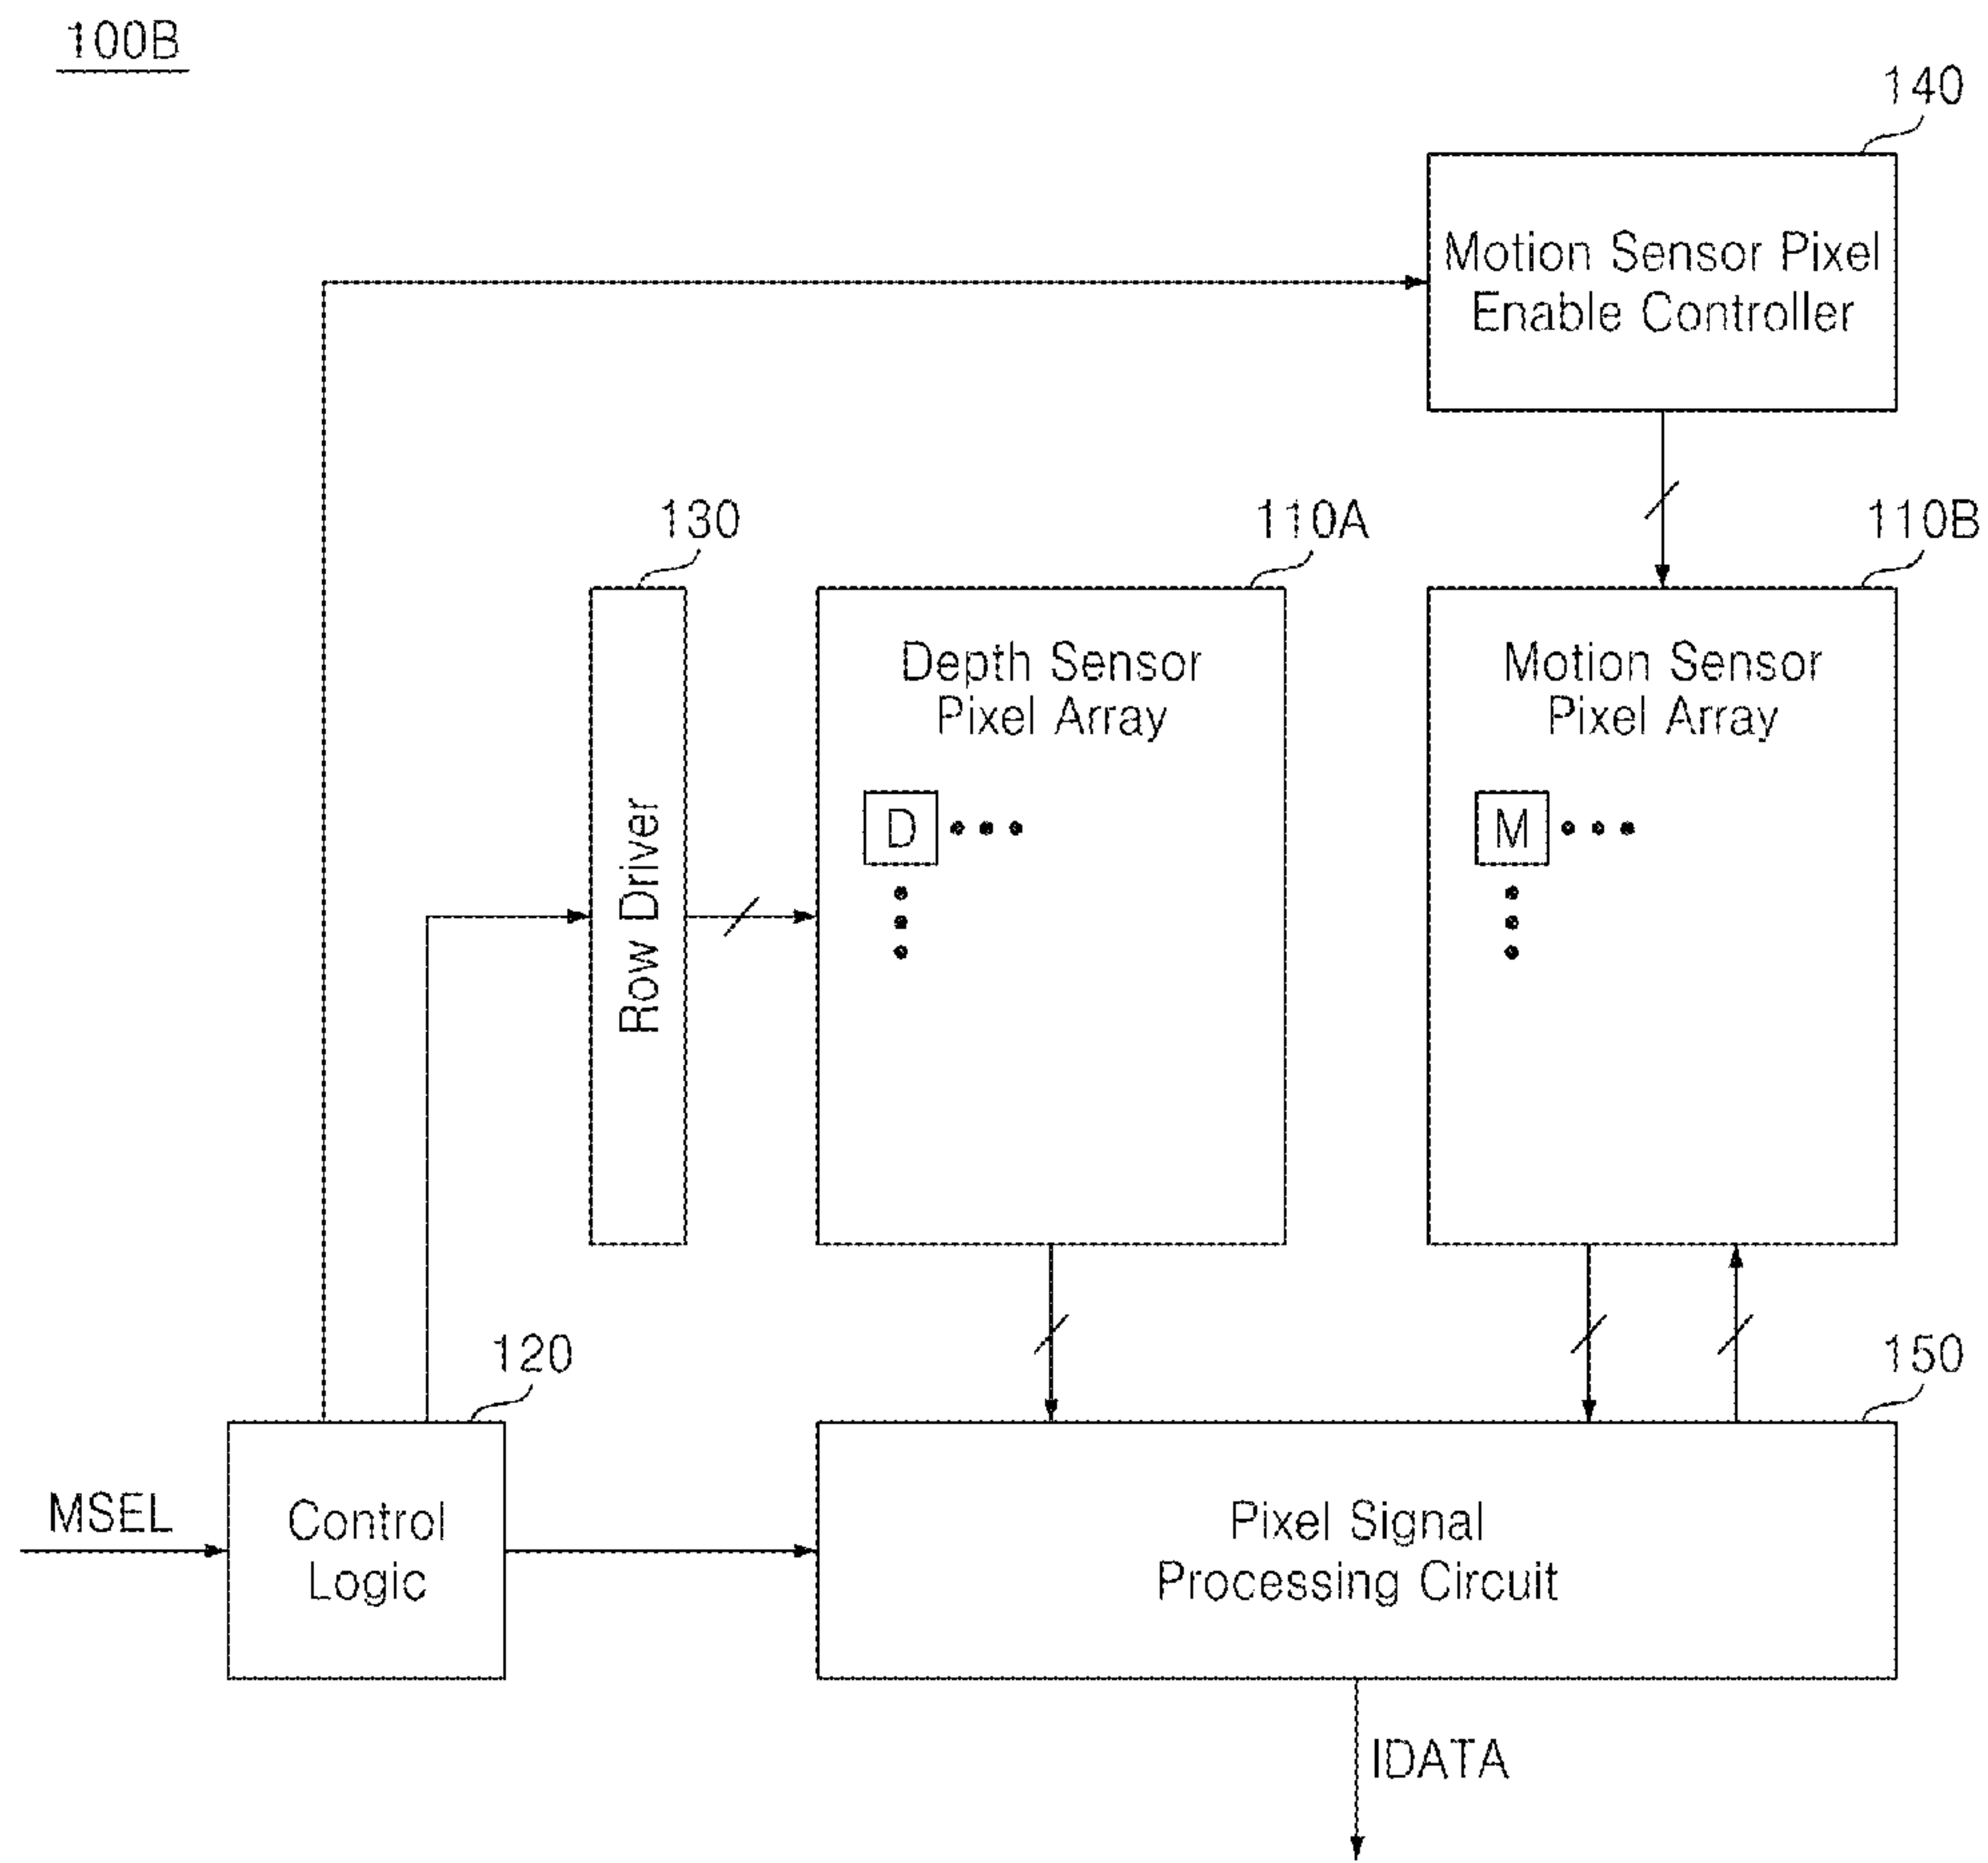 100B
140
Motion Sensor Pixel
Enable Controller
130
110A
110B
Row Driver
Depth Sensor
Pixel Array
D
Motion Sensor
Pixel Array
M
120
150
MSEL
Control
Logic
Pixel Signal
Processing Circuit
IDATA